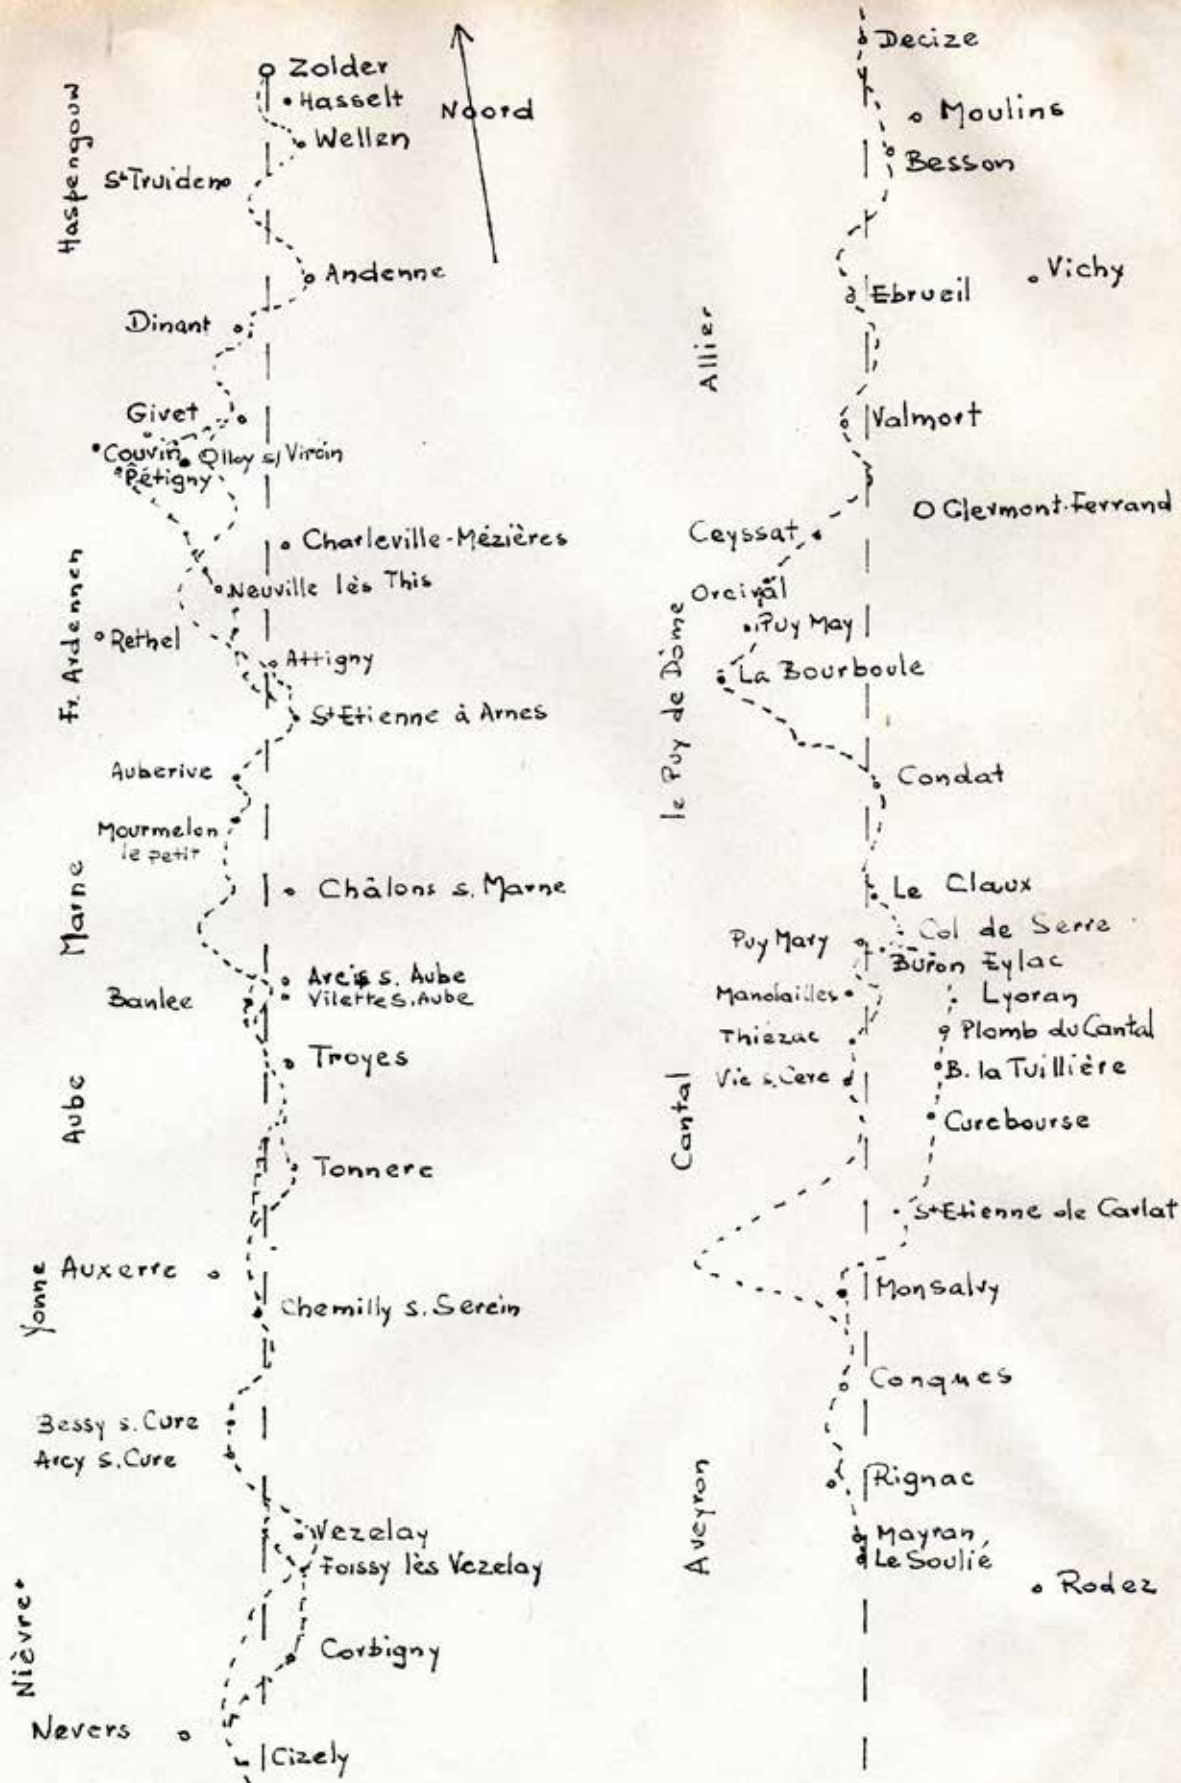 Zolder
Hasselt
Noord
Wellen
Haspengouw
St Truiden
Andenne
Dinant
Givet
Couvin
Olloy s/ Viroin
Pétigny
Charleville-Mézières
Neuville lès This
Fr. Ardennen
Rethel
Attigny
St Etienne à Arnes
Auberive
Mourmelon
le petit
Marne
Châlons s. Marne
Arcis s. Aube
Vilette s. Aube
Banlee
Troyes
Aube
Tonnere
Yonne
Auxerre
Chemilly s. Serein
Bessy s. Cure
Arcy s. Cure
Vezelay
Foissy lès Vezelay
Nièvre
Corbigny
Nevers
Cizely
Decize
Moulins
Besson
Vichy
Ebrueil
Allier
Valmort
Clermont-Ferrand
Ceyssat
Orcival
Puy May
le Puy de Dôme
La Bourboule
Condat
Le Claux
Col de Serre
Puy Mary
Buron Eylac
Mandailles
Lyoran
Thiézac
Plomb du Cantal
Vic s. Cere
B. la Tuillière
Cantal
Curebourse
St Etienne de Carlat
Monsalvy
Conques
Aveyron
Rignac
Mayran
Le Soulié
Rodez